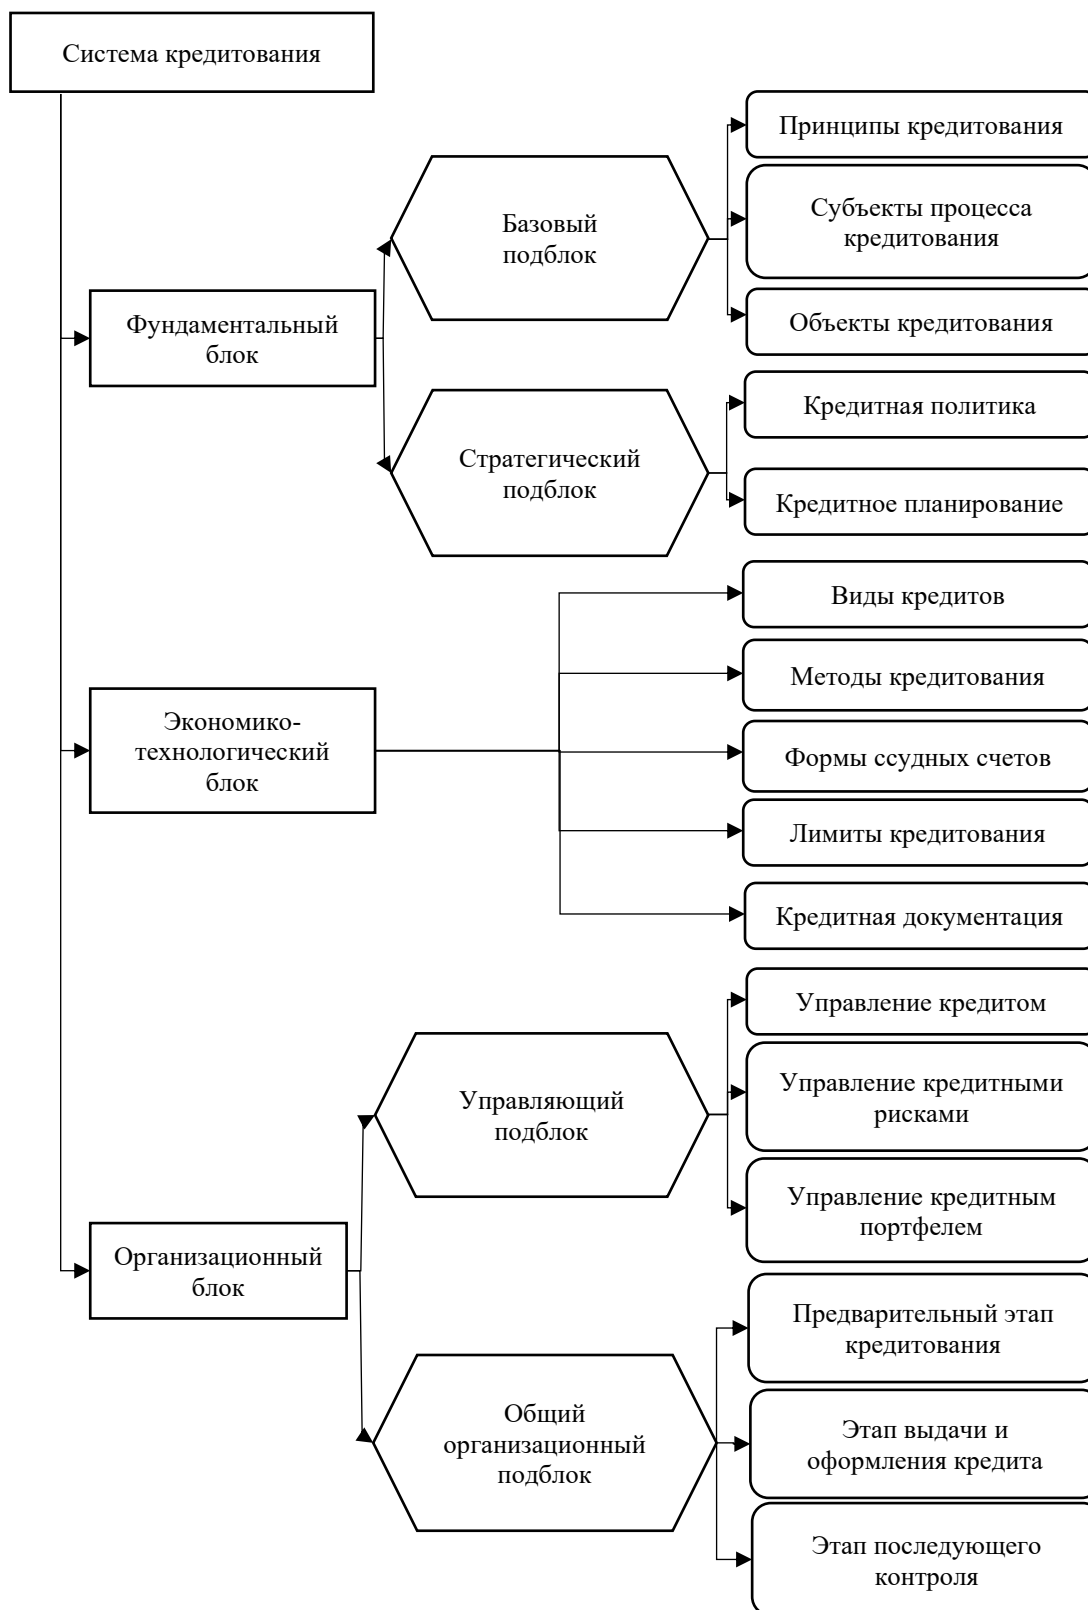 Система кредитования
Фундаментальный
блок
Базовый
подблок
Принципы кредитования
Субъекты процесса
кредитования
Объекты кредитования
Стратегический
подблок
Кредитная политика
Кредитное планирование
Экономико-
технологический
блок
Виды кредитов
Методы кредитования
Формы ссудных счетов
Лимиты кредитования
Кредитная документация
Организационный
блок
Управляющий
подблок
Управление кредитом
Управление кредитными
рисками
Управление кредитным
портфелем
Общий
организационный
подблок
Предварительный этап
кредитования
Этап выдачи и
оформления кредита
Этап последующего
контроля